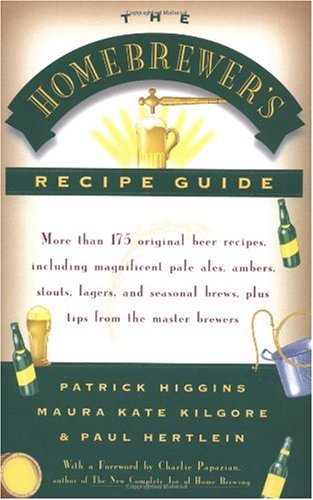 THE
HOMEBREWER'S
RECIPE GUIDE
More than 175 original beer recipes,
including magnificent pale ales, ambers,
stouts, lagers, and seasonal brews, plus
tips from the master brewers
PATRICK HIGGINS
MAURA KATE KILGORE
& PAUL HERTLEIN
With a Foreword by Charlie Papazian,
author of The New Complete Joy of Home Brewing